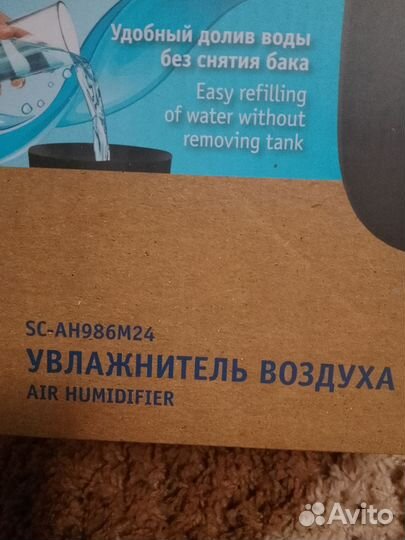 Удобный долив воды
без снятия бака
Easy refilling
of water without
removing tank
SC-AH986M24
УВЛАЖНИТЕЛЬ ВОЗДУХА
AIR HUMIDIFIER
Avito